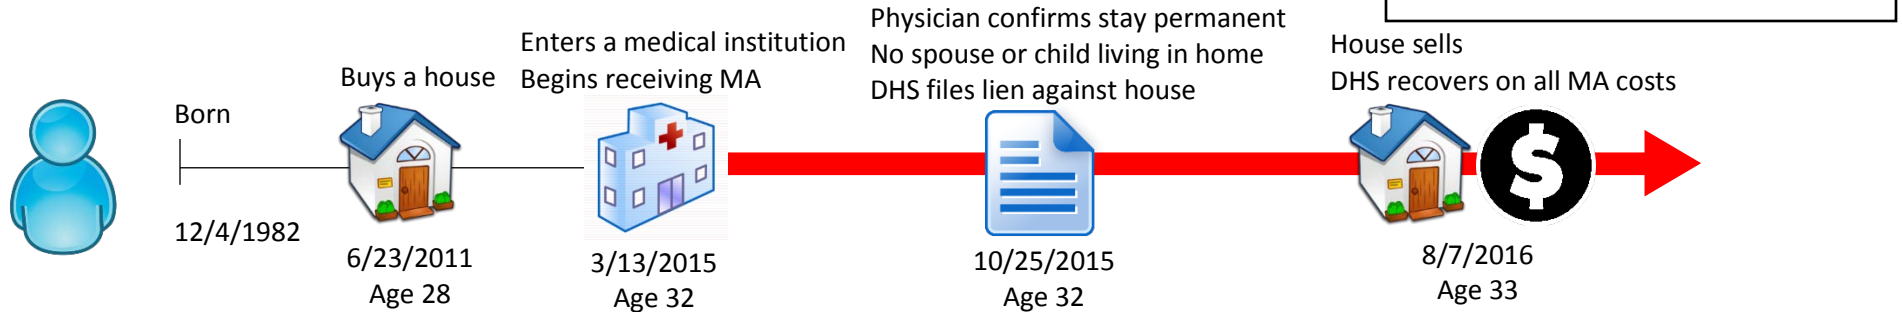 Born
12/4/1982
Buys a house
6/23/2011
Age 28
Enters a medical institution
Begins receiving MA
3/13/2015
Age 32
Physician confirms stay permanent
No spouse or child living in home
DHS files lien against house
10/25/2015
Age 32
House sells
DHS recovers on all MA costs
$
8/7/2016
Age 33